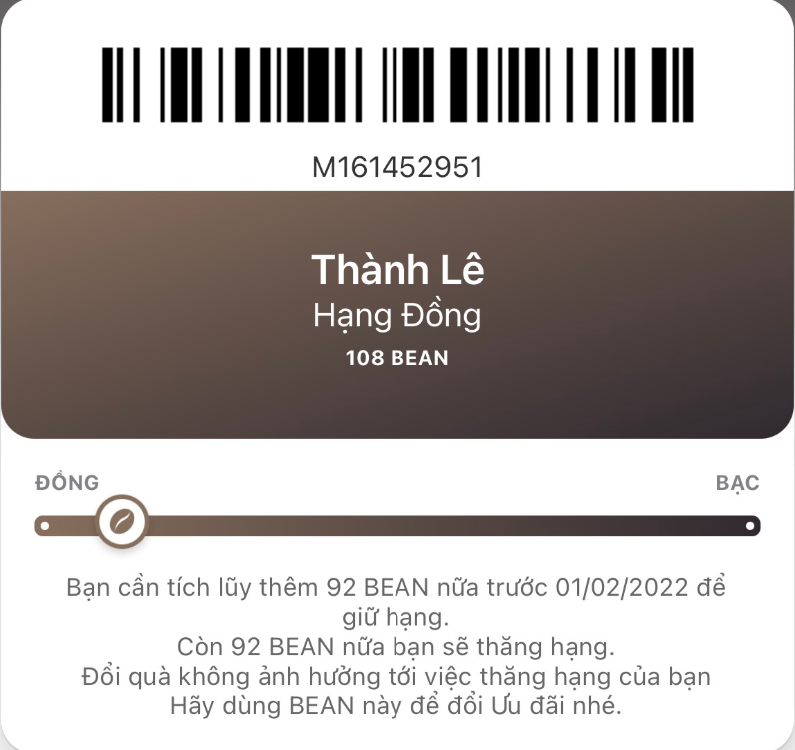 M161452951
Thành Lê
Hạng Đồng
108 BEAN
ĐỒNG
BẠC
Bạn cần tích lũy thêm 92 BEAN nữa trước 01/02/2022 để
giữ hạng.
Còn 92 BEAN nữa bạn sẽ thăng hạng.
Đổi quà không ảnh hưởng tới việc thăng hạng của bạn
Hãy dùng BEAN này để đổi Ưu đãi nhé.